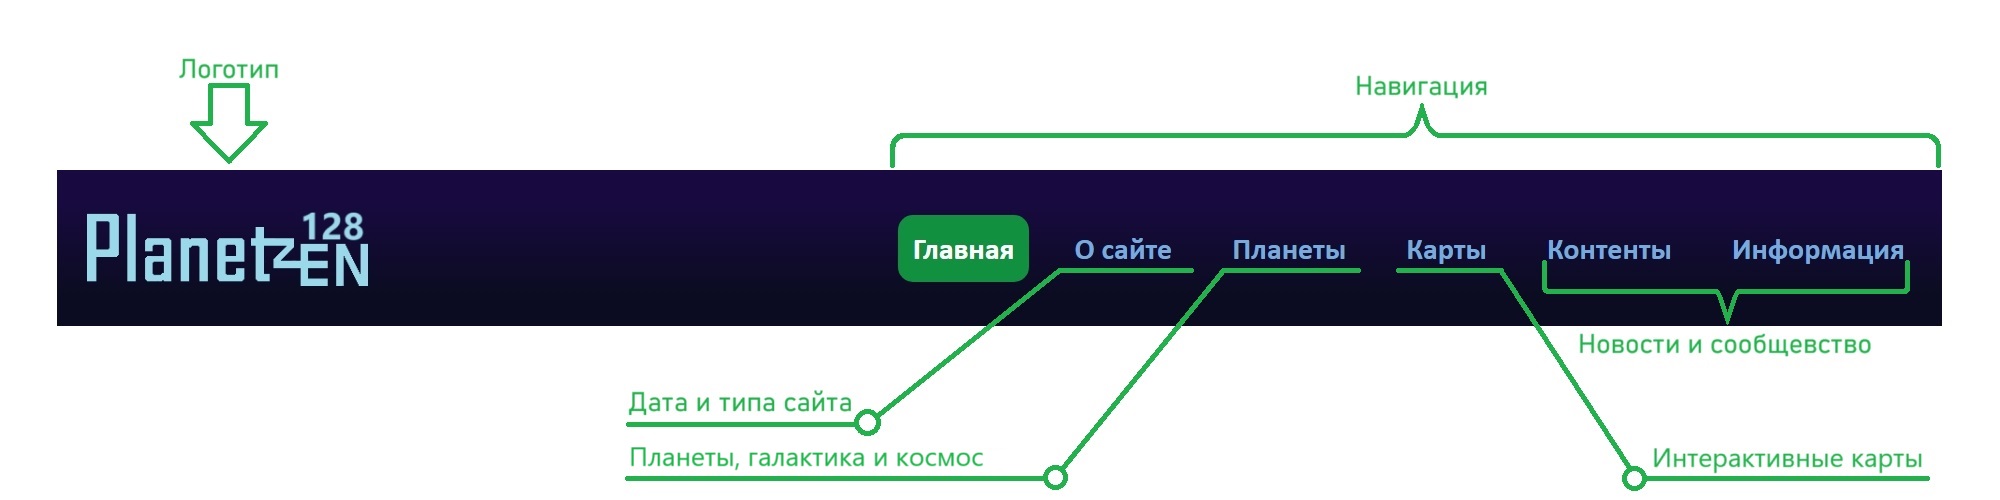 Логотип
Навигация
PlanetZEN 128
Главная
О сайте
Планеты
Карты
Контенты
Информация
Новости и сообщевство
Дата и типа сайта
Планеты, галактика и космос
Интерактивные карты